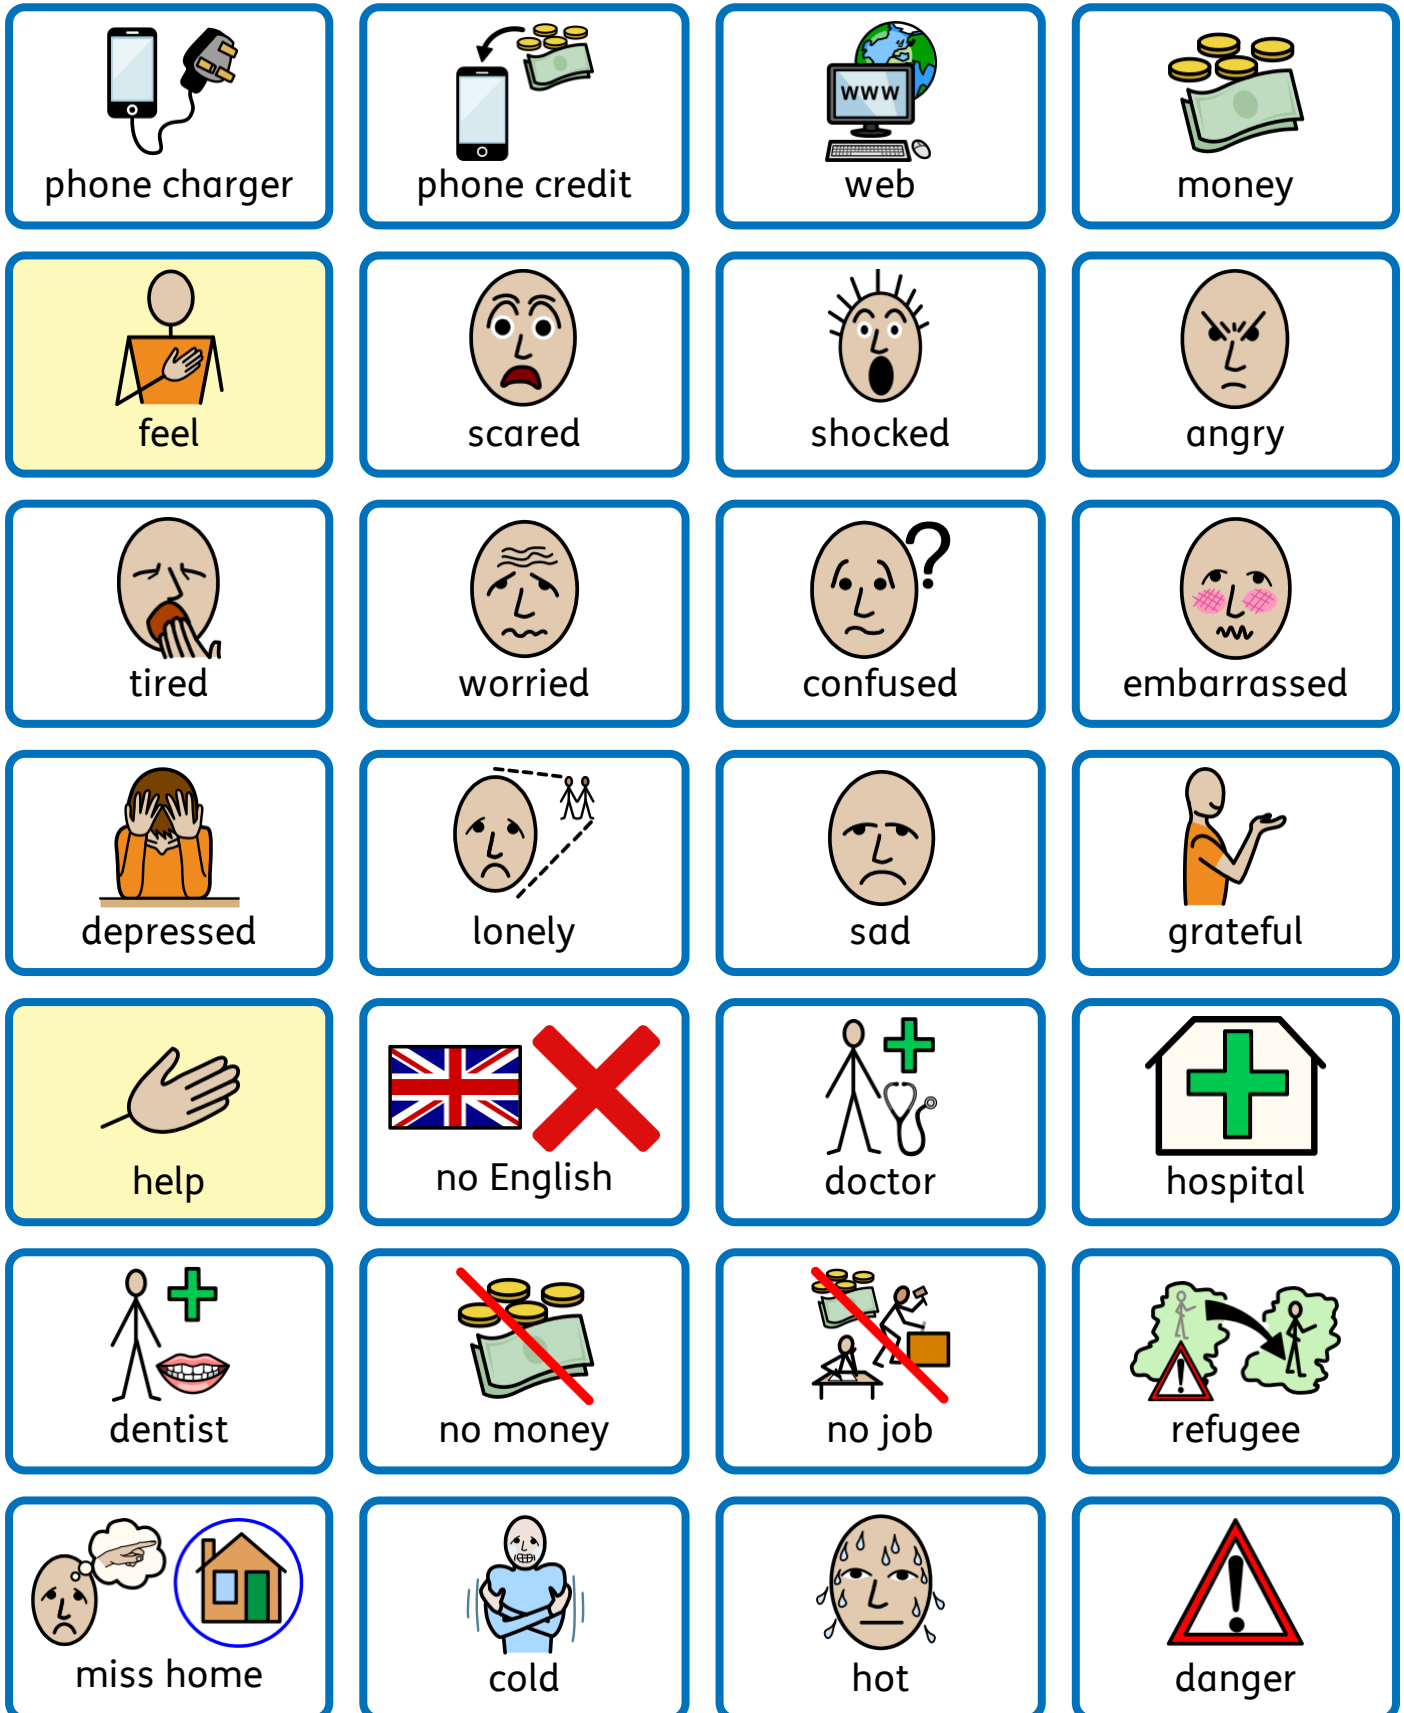 phone charger
phone credit
www
web
money
feel
scared
shocked
angry
tired
worried
?
confused
embarrassed
depressed
lonely
sad
grateful
help
no English
doctor
hospital
dentist
no money
no job
!
refugee
miss home
cold
hot
!
danger